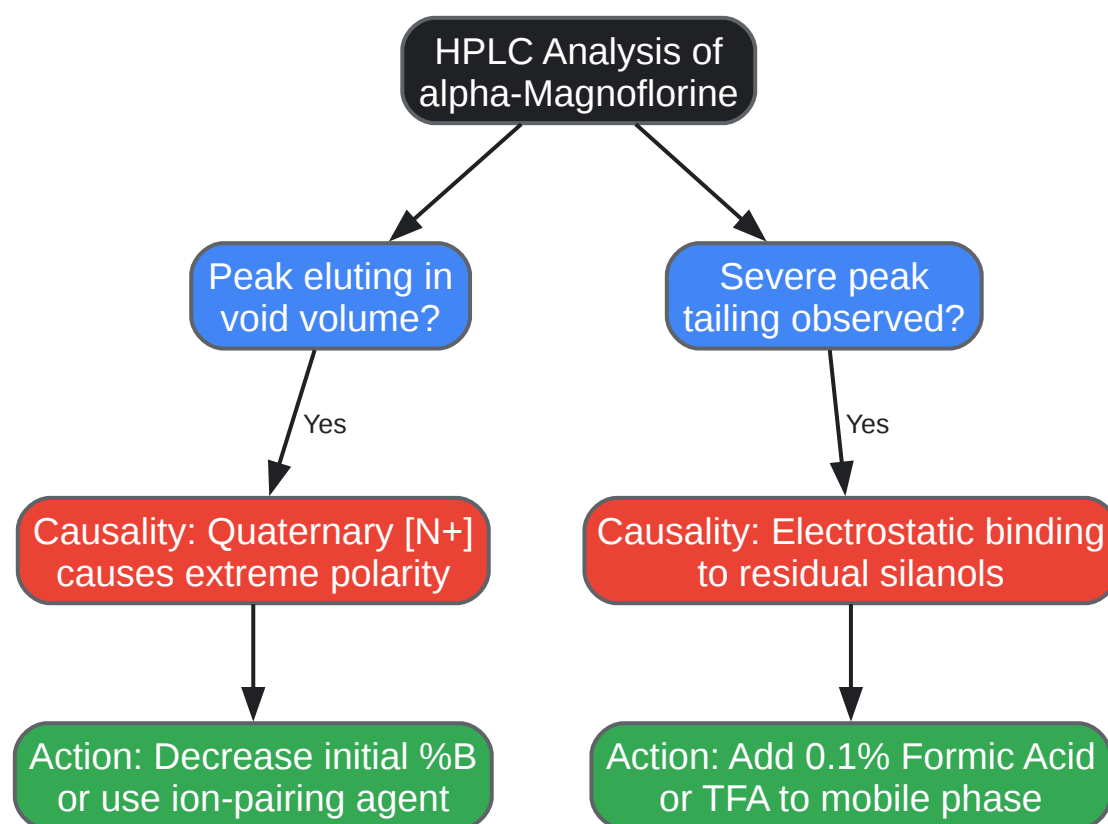 HPLC Analysis of
alpha-Magnoflorine
Peak eluting in
void volume?
Severe peak
tailing observed?
Yes
Yes
Causality: Quaternary [N+]
causes extreme polarity
Causality: Electrostatic binding
to residual silanols
Action: Decrease initial %B
or use ion-pairing agent
Action: Add 0.1% Formic Acid
or TFA to mobile phase